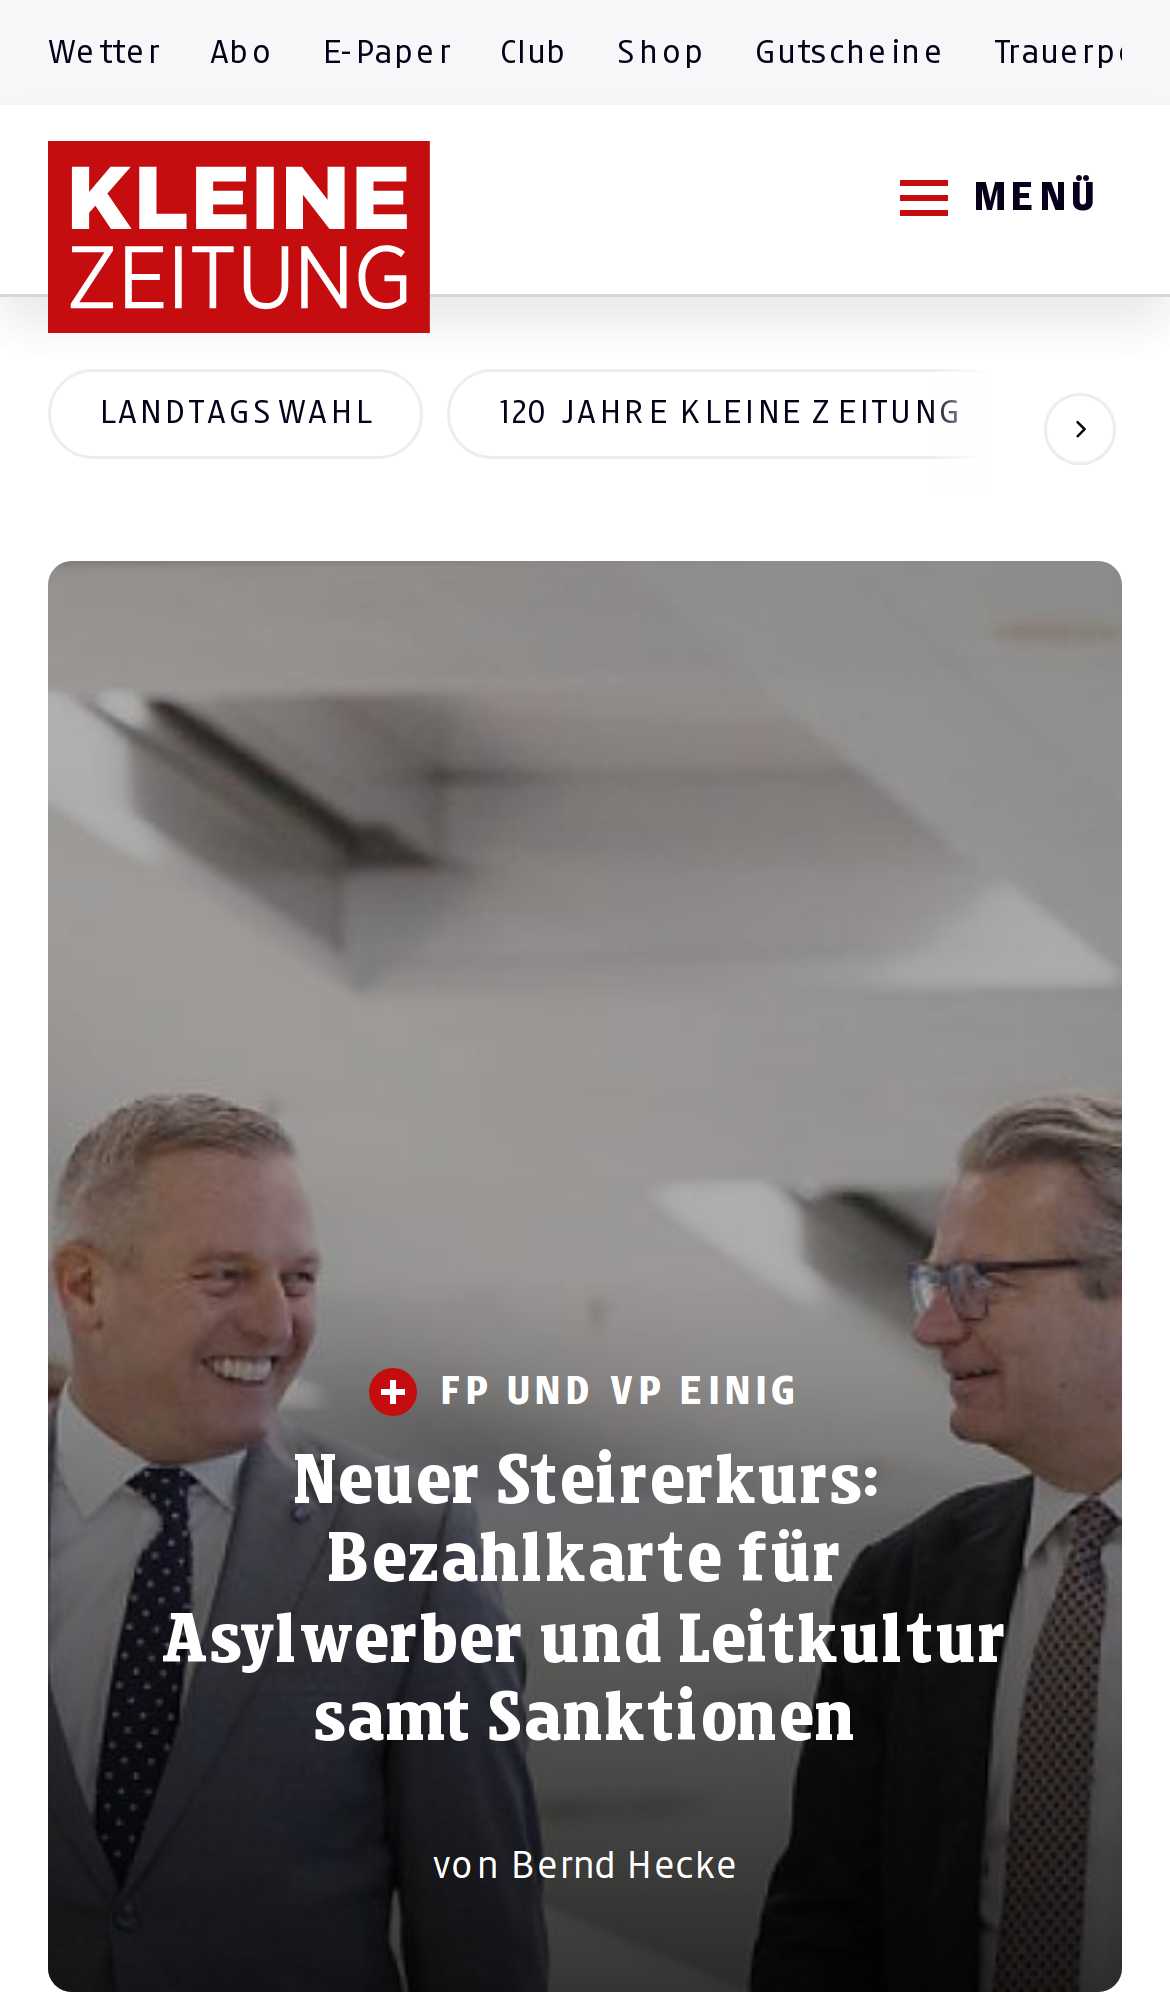 Wetter Abo E-Paper Club Shop Gutscheine Trauerp
KLEINE
ZEITUNG
MENÜ
LANDTAGSWAHL 120 JAHRE KLEINE ZEITUNG
FP UND VP EINIG
Neuer Steirerkurs:
Bezahlkarte für
Asylwerber und Leitkultur
samt Sanktionen
von Bernd Hecke